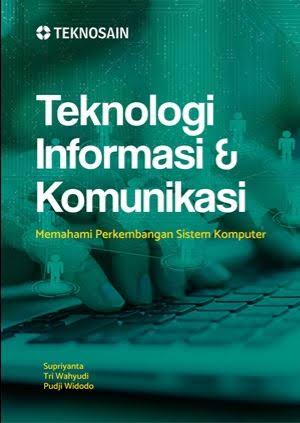 TEKNOSAIN
Teknologi
Informasi &
Komunikasi
Memahami Perkembangan Sistem Komputer
Supriyanta
Tri Wahyudi
Pudji Widodo